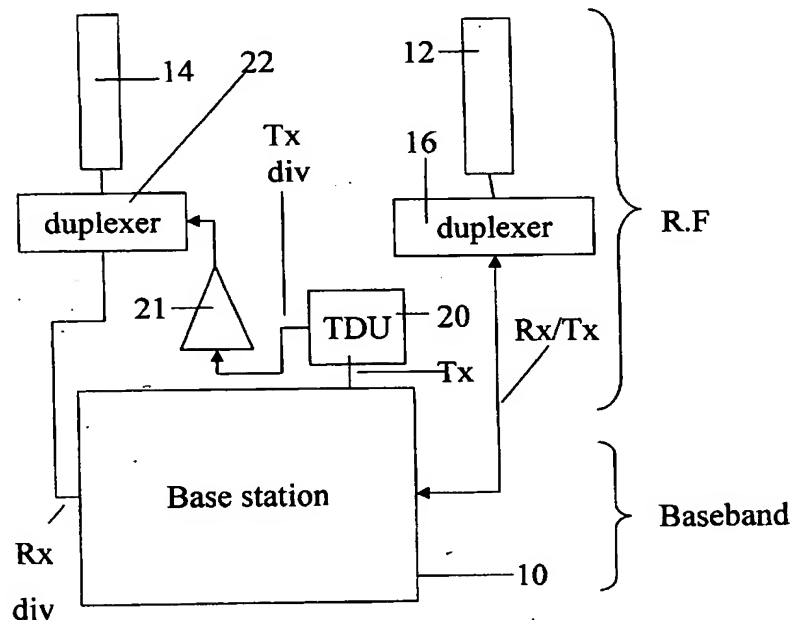 14
22
12
Tx
div
16
duplexer
duplexer
R.F
21
TDU
20
Rx/Tx
Tx
Base station
Baseband
Rx
div
10